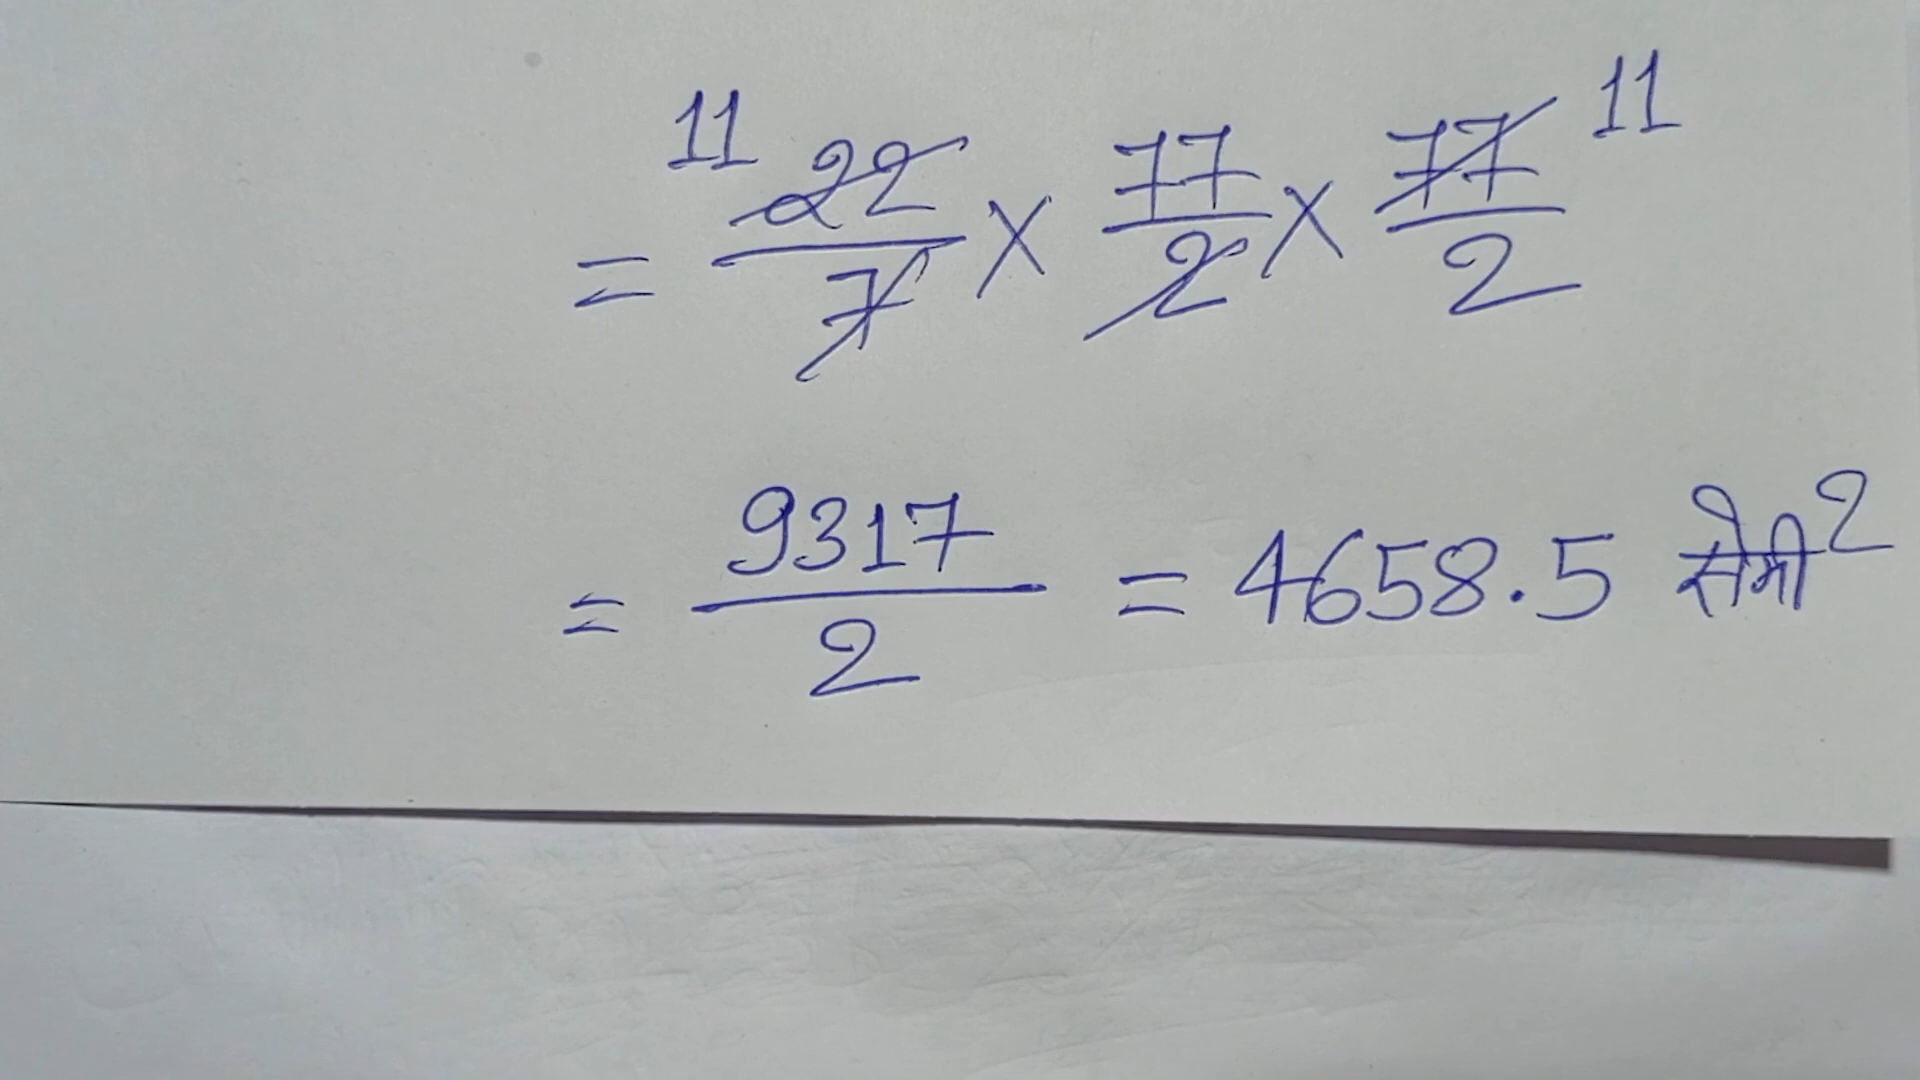 = 11 22/7 × 77/2 × 77/2 11
= 9317/2 = 4658.5 सेमी²